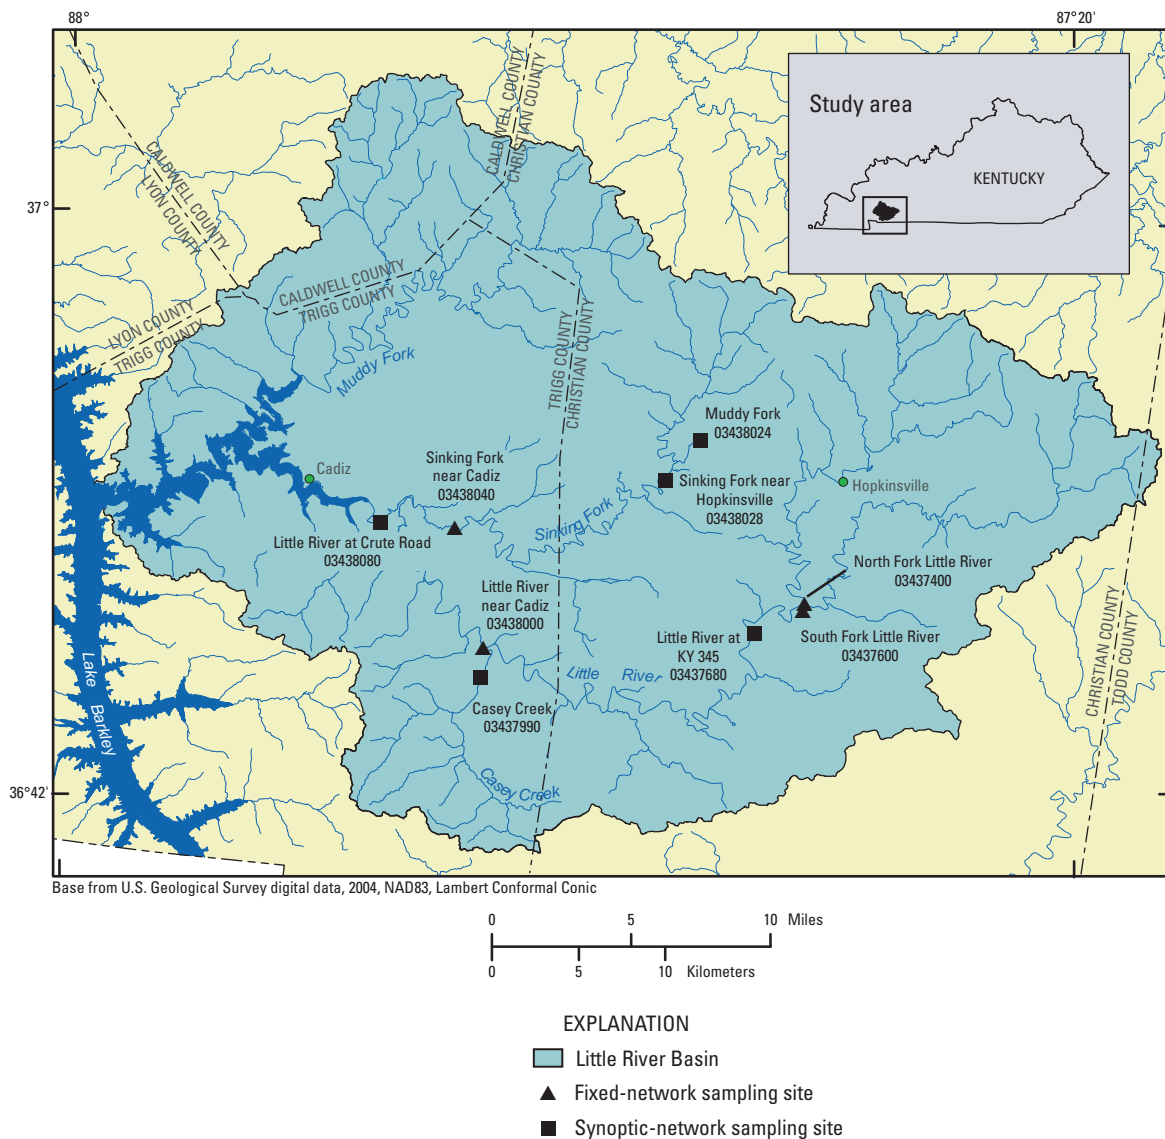 88°
87°20'
37°
36°42'
Study area
KENTUCKY
CALDWELL COUNTY
LYON COUNTY
CALDWELL COUNTY
CHRISTIAN COUNTY
CALDWELL COUNTY
TRIGG COUNTY
LYON COUNTY
TRIGG COUNTY
TRIGG COUNTY
CHRISTIAN COUNTY
CHRISTIAN COUNTY
TODD COUNTY
Muddy Fork
Muddy Fork
03438024
Cadiz
Sinking Fork
near Cadiz
03438040
Sinking Fork near
Hopkinsville
03438028
Hopkinsville
Sinking Fork
Little River at Crute Road
03438080
North Fork Little River
03437400
Little River
near Cadiz
03438000
Little River at
KY 345
03437680
South Fork Little River
03437600
Little River
Casey Creek
03437990
Casey Creek
Lake Barkley
Base from U.S. Geological Survey digital data, 2004, NAD83, Lambert Conformal Conic
0 5 10 Miles
0 5 10 Kilometers
EXPLANATION
Little River Basin
Fixed-network sampling site
Synoptic-network sampling site